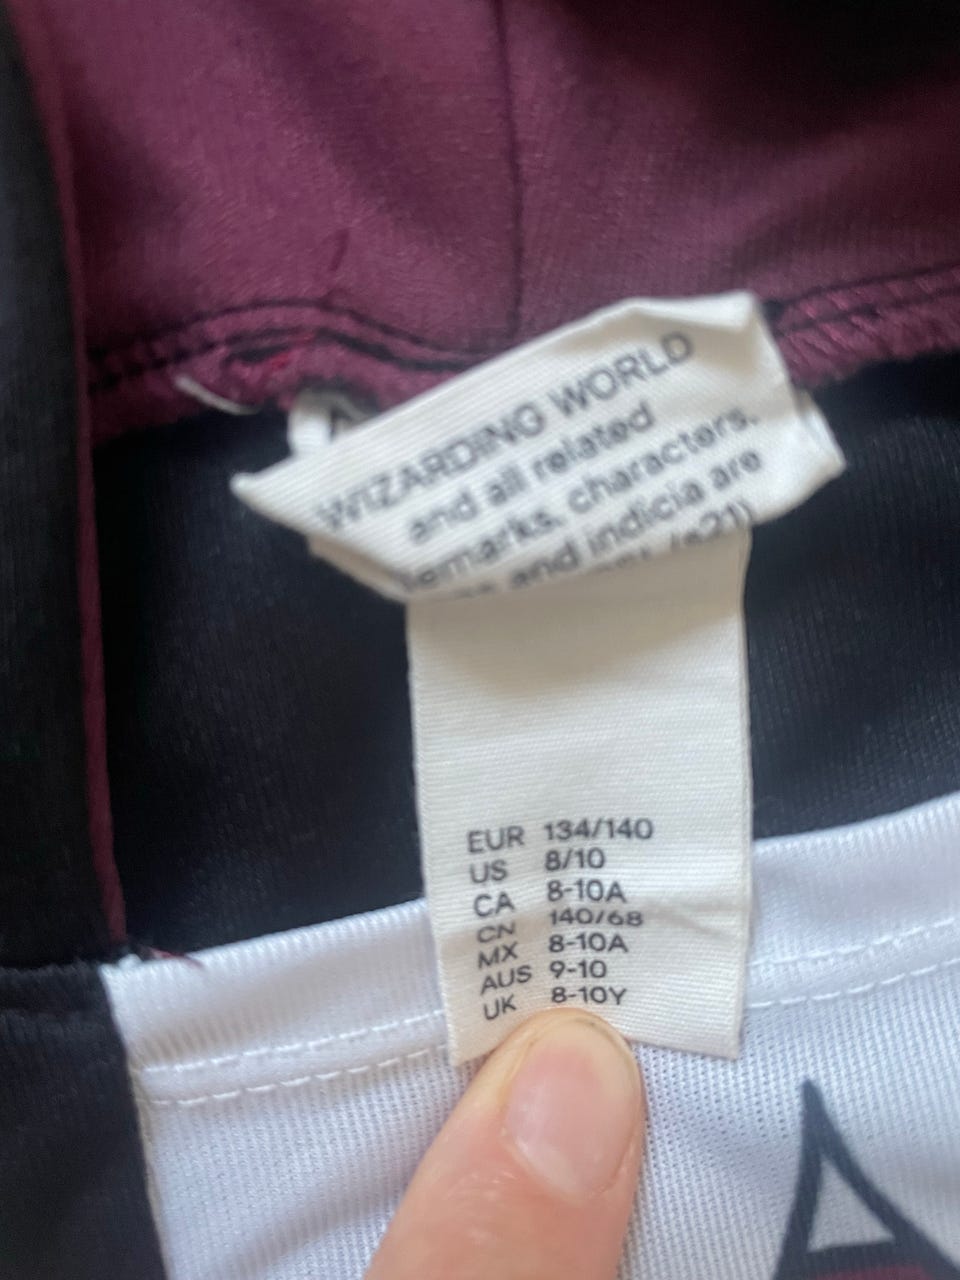 WIZARDING WORLD
and all related
characters,
and indicia are
EUR 134/140
US 8/10
CA 8-10A
CN 140/68
MX 8-10A
AUS 9-10
UK 8-10Y